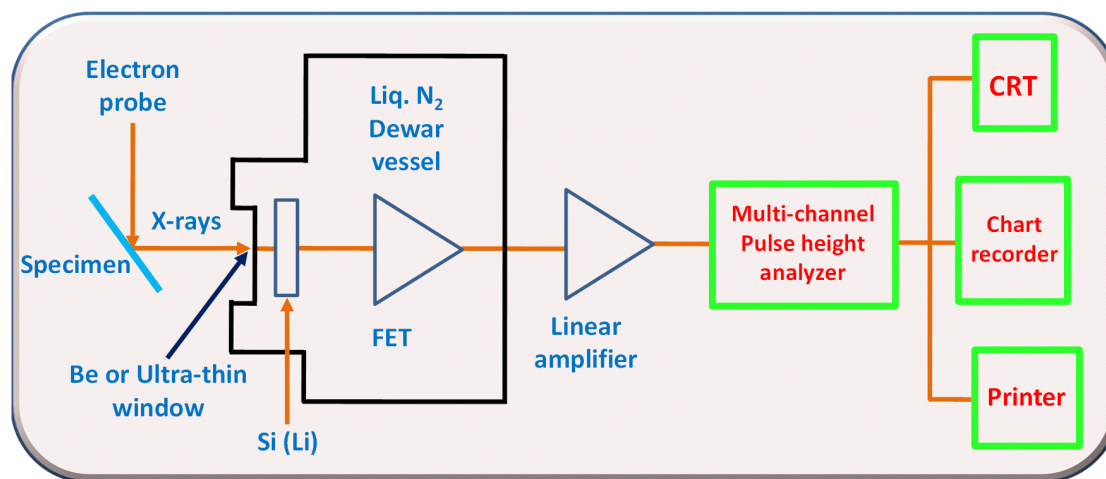 Electron
probe
Specimen
X-rays
Be or Ultra-thin
window
Si (Li)
Liq. N₂
Dewar
vessel
FET
Linear
amplifier
Multi-channel
Pulse height
analyzer
CRT
Chart
recorder
Printer